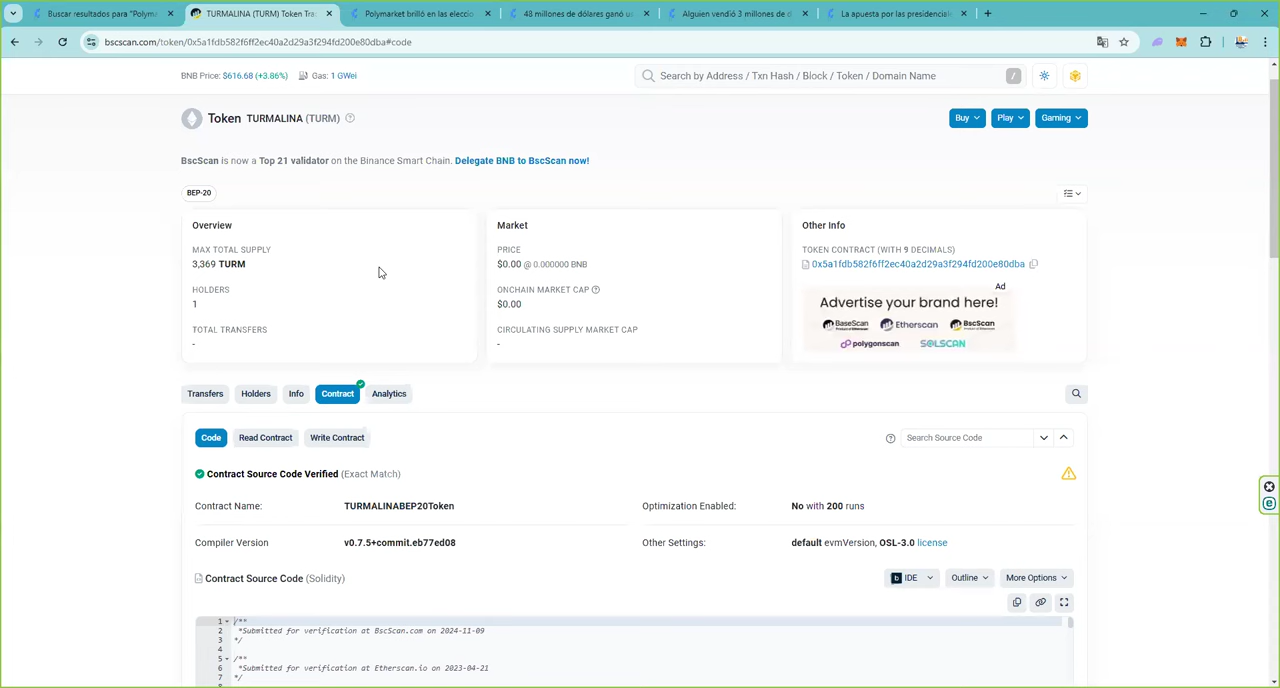 Buscar resultados para "Polym
TURMALINA (TURM) Token Tra
Polymarket brilló en las elecció
48 millones de dólares ganó u
Alguien vendió 3 millones de d
La apuesta por las presidencial
bscscan.com/token/0x5a1fdb582f6ff2ec40a2d29a3f294fd200e80dba#code
BNB Price: $616.68 (+3.86%) Gas: 1 GWei
Search by Address / Txn Hash / Block / Token / Domain Name /
Token TURMALINA (TURM)
Buy Play Gaming
BscScan is now a Top 21 validator on the Binance Smart Chain. Delegate BNB to BscScan now!
BEP-20
Overview
MAX TOTAL SUPPLY
3,369 TURM
HOLDERS
1
TOTAL TRANSFERS
-
Market
PRICE
$0.00 @ 0.000000 BNB
ONCHAIN MARKET CAP
$0.00
CIRCULATING SUPPLY MARKET CAP
-
Other Info
TOKEN CONTRACT (WITH 9 DECIMALS)
0x5a1fdb582f6ff2ec40a2d29a3f294fd200e80dba
Ad
Advertise your brand here!
BaseScan Etherscan BscScan
polygonscan SOLSCAN
Transfers Holders Info Contract Analytics
Code Read Contract Write Contract
Search Source Code
Contract Source Code Verified (Exact Match)
Contract Name: TURMALINABEP20Token
Optimization Enabled: No with 200 runs
Compiler Version v0.7.5+commit.eb77ed08
Other Settings: default evmVersion, OSL-3.0 license
Contract Source Code (Solidity)
IDE Outline More Options
1 /**
2 *Submitted for verification at BscScan.com on 2024-11-09
3 */
4
5 /**
6 *Submitted for verification at Etherscan.io on 2023-04-21
7 */